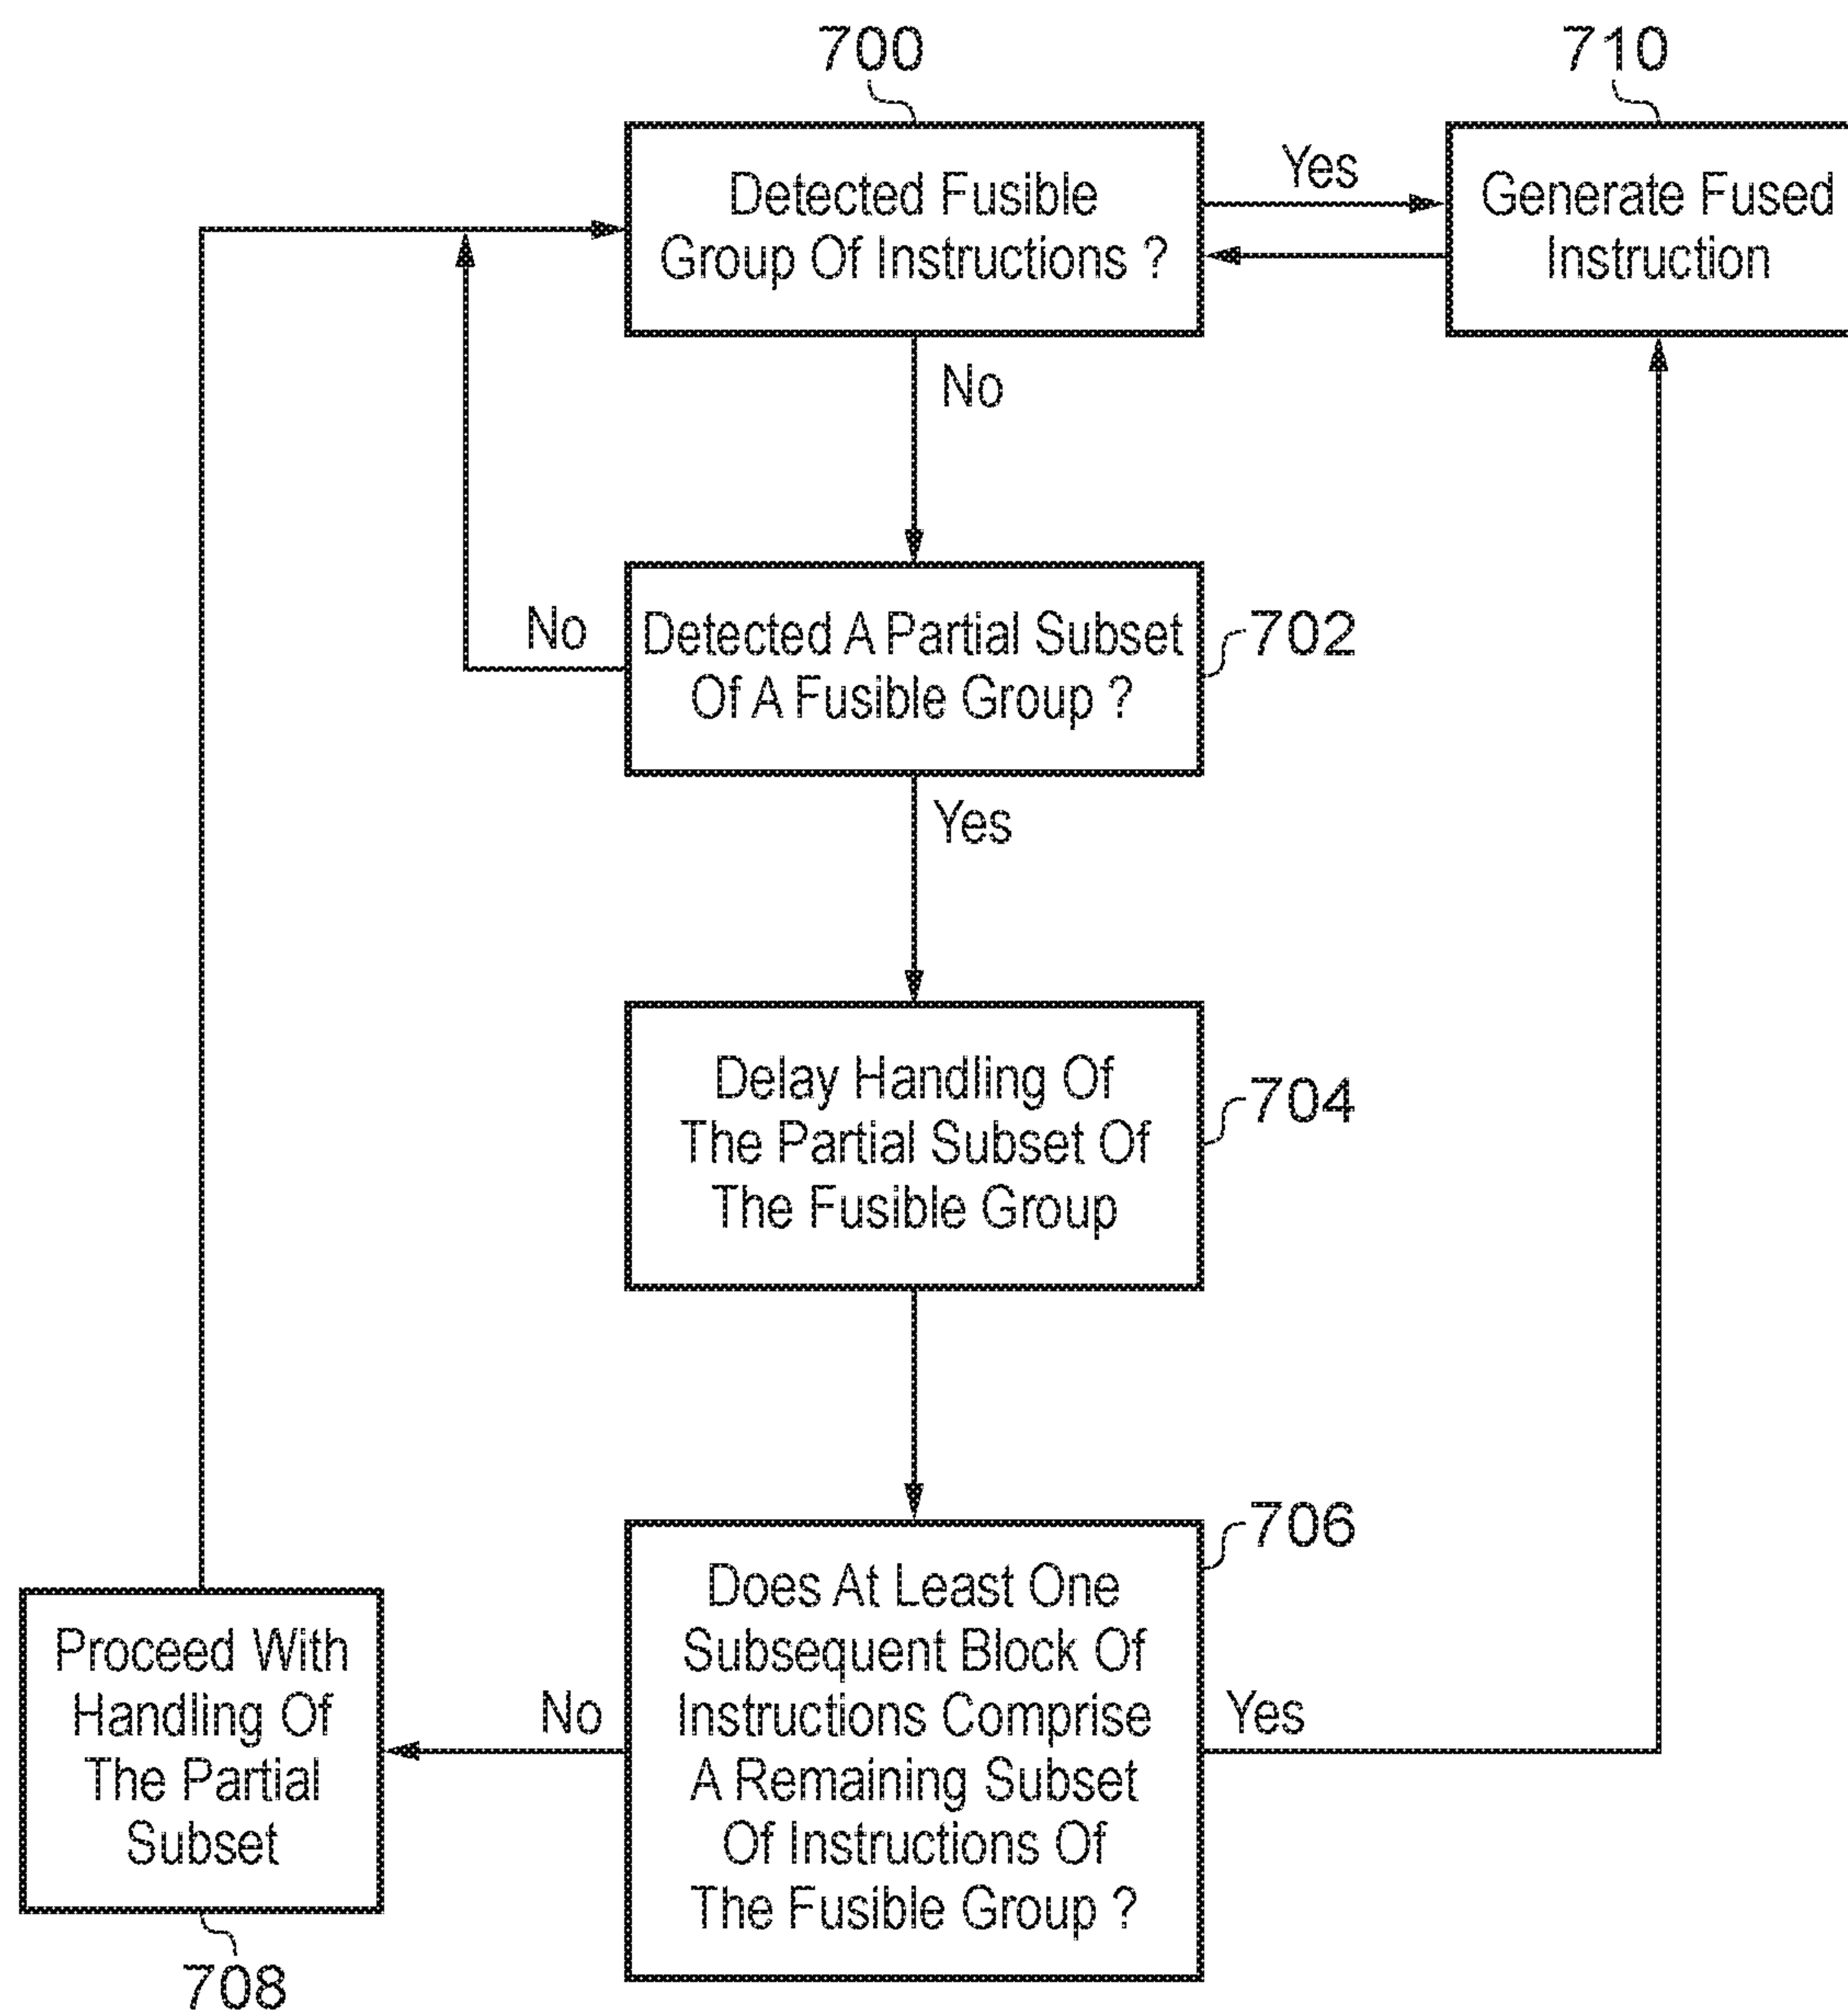 700
710
Detected Fusible
Group Of Instructions ?
Yes
Generate Fused
Instruction
No
No
Detected A Partial Subset
Of A Fusible Group ?
702
Yes
Delay Handling Of
The Partial Subset Of
The Fusible Group
704
706
Does At Least One
Subsequent Block Of
Instructions Comprise
A Remaining Subset
Of Instructions Of
The Fusible Group ?
Yes
No
Proceed With
Handling Of
The Partial
Subset
708